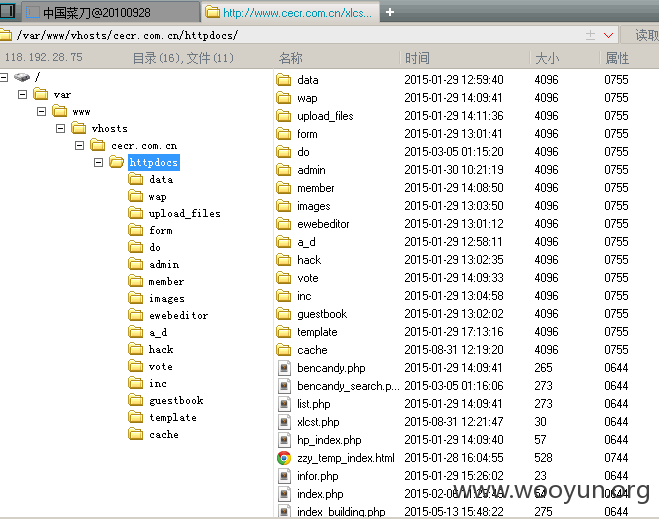 中国菜刀@20100928 http://www.cecr.com.cn/xlcs... +
/var/www/vhosts/cecr.com.cn/httpdocs/ 读取
118.192.28.75 目录(16),文件(11) 名称 时间 大小 属性
/
var
www
vhosts
cecr.com.cn
httpdocs
data
wap
upload_files
form
do
admin
member
images
ewebeditor
a_d
hack
vote
inc
guestbook
template
cache
data 2015-01-29 12:59:40 4096 0755
wap 2015-01-29 14:09:41 4096 0755
upload_files 2015-01-29 14:11:36 4096 0755
form 2015-01-29 13:01:41 4096 0755
do 2015-03-05 01:15:20 4096 0755
admin 2015-01-30 10:21:19 4096 0755
member 2015-01-29 14:08:50 4096 0755
images 2015-01-29 13:03:50 4096 0755
ewebeditor 2015-01-29 13:01:12 4096 0755
a_d 2015-01-29 12:58:11 4096 0755
hack 2015-01-29 13:02:35 4096 0755
vote 2015-01-29 14:09:33 4096 0755
inc 2015-01-29 13:04:58 4096 0755
guestbook 2015-01-29 13:02:02 4096 0755
template 2015-01-29 17:13:16 4096 0755
cache 2015-08-31 12:19:20 4096 0755
bencandy.php 2015-01-29 14:09:41 265 0644
bencandy_search.p... 2015-03-05 01:16:06 273 0644
list.php 2015-01-29 14:09:41 273 0644
xlcst.php 2015-08-31 12:21:47 30 0644
hp_index.php 2015-01-29 14:09:40 57 0644
zzy_temp_index.html 2015-01-28 16:04:55 528 0744
infor.php 2015-01-29 15:26:02 23 0644
index.php 0644
index_building.php 2015-05-13 15:48:22 275 0644
www.wooyun.org